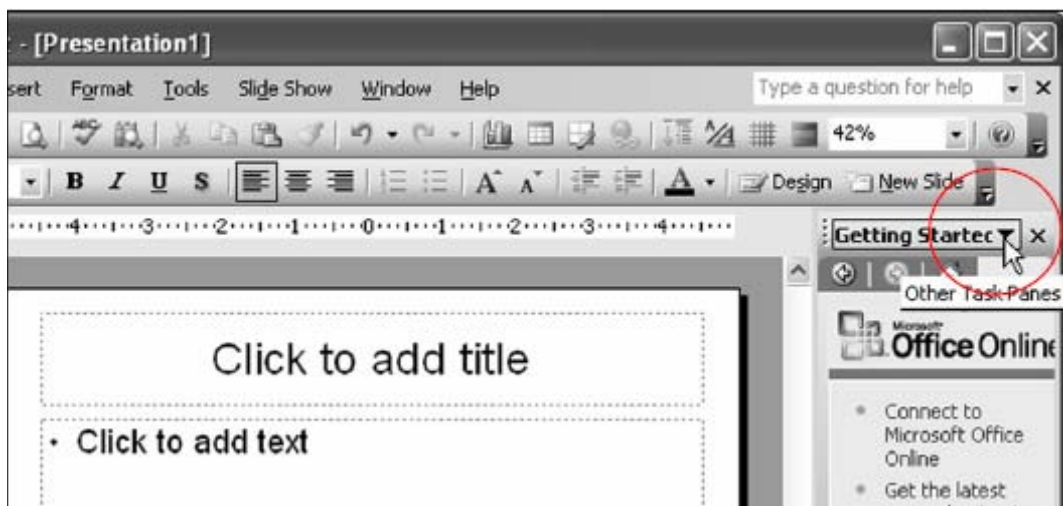 - [Presentation1]
sert Format Tools Slide Show Window Help
Type a question for help
ABC
42%
B I U S A A A Design New Slide
4 3 2 1 0 1 2 3 4
Getting Startec
Other Task Panes
Microsoft
Office Online
Click to add title
• Click to add text
• Connect to
Microsoft Office
Online
• Get the latest